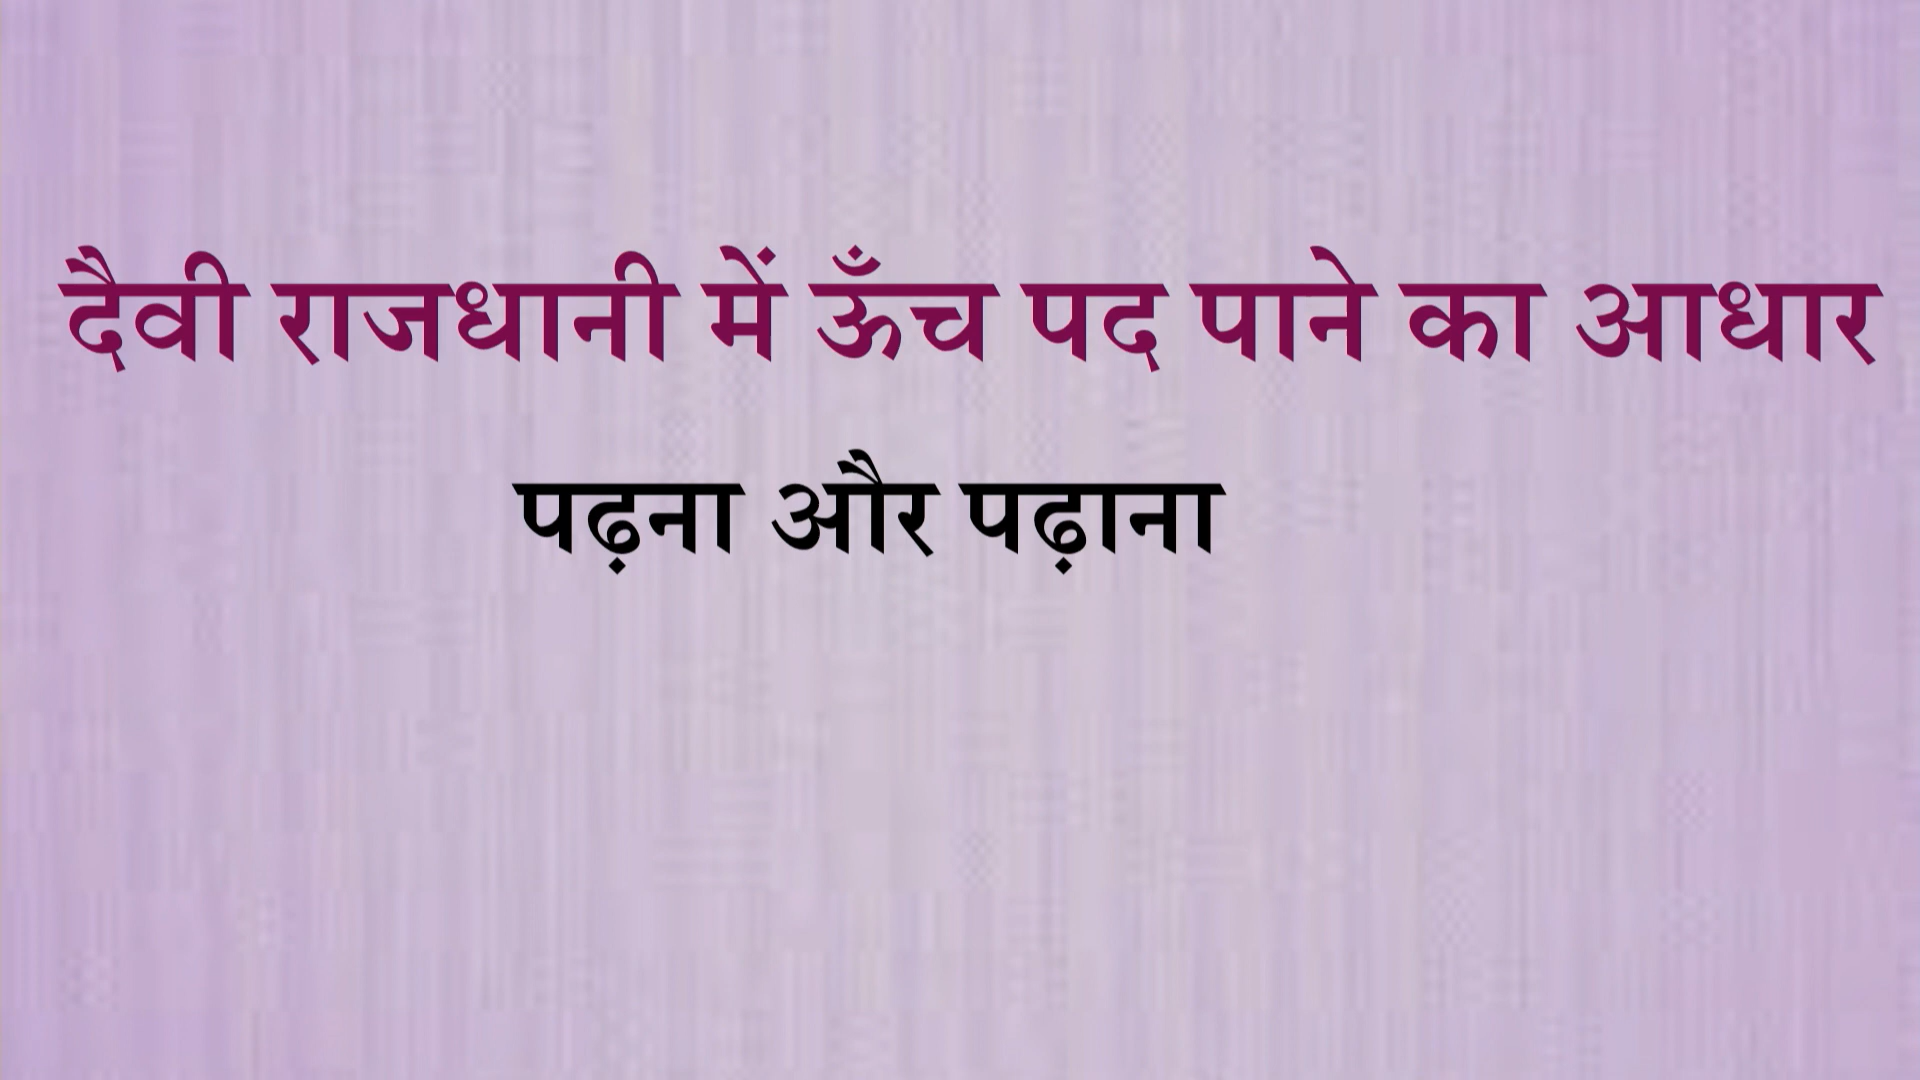 दैवी राजधानी में ऊँच पद पाने का आधार
पढ़ना और पढ़ाना